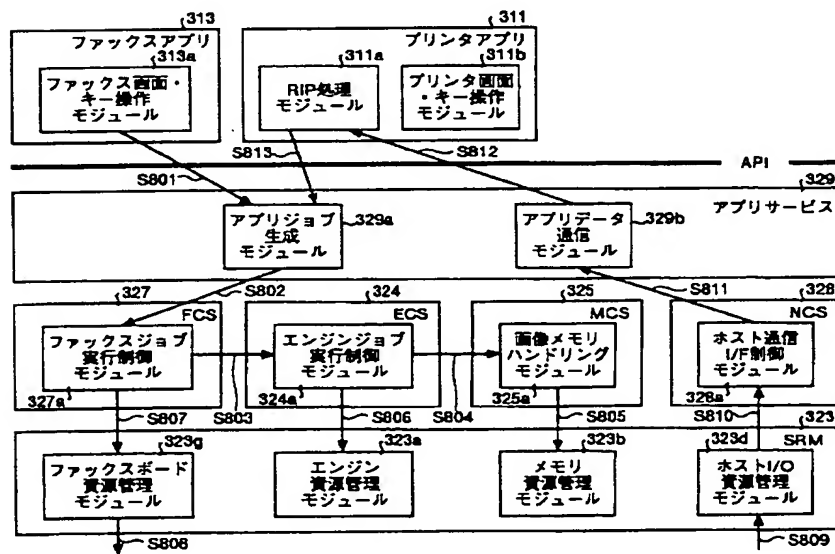 313
ファックスアプリ
313a
ファックス画面・
キー操作
モジュール
311
プリンタアプリ
311a
RIP処理
モジュール
311b
プリンタ画面
・キー操作
モジュール
S801
S813
S812
API
329
アプリサービス
アプリジョブ
生成
モジュール
329a
アプリデータ
通信
モジュール
329b
S802
S811
327
FCS
ファックスジョブ
実行制御
モジュール
327a
324
ECS
エンジンジョブ
実行制御
モジュール
324a
325
MCS
画像メモリ
ハンドリング
モジュール
325a
328
NCS
ホスト通信
I/F制御
モジュール
328a
S803
S804
S807
S806
S805
S810
323
SRM
323g
ファックスボード
資源管理
モジュール
323a
エンジン
資源管理
モジュール
323b
メモリ
資源管理
モジュール
323d
ホストI/O
資源管理
モジュール
S808
S809